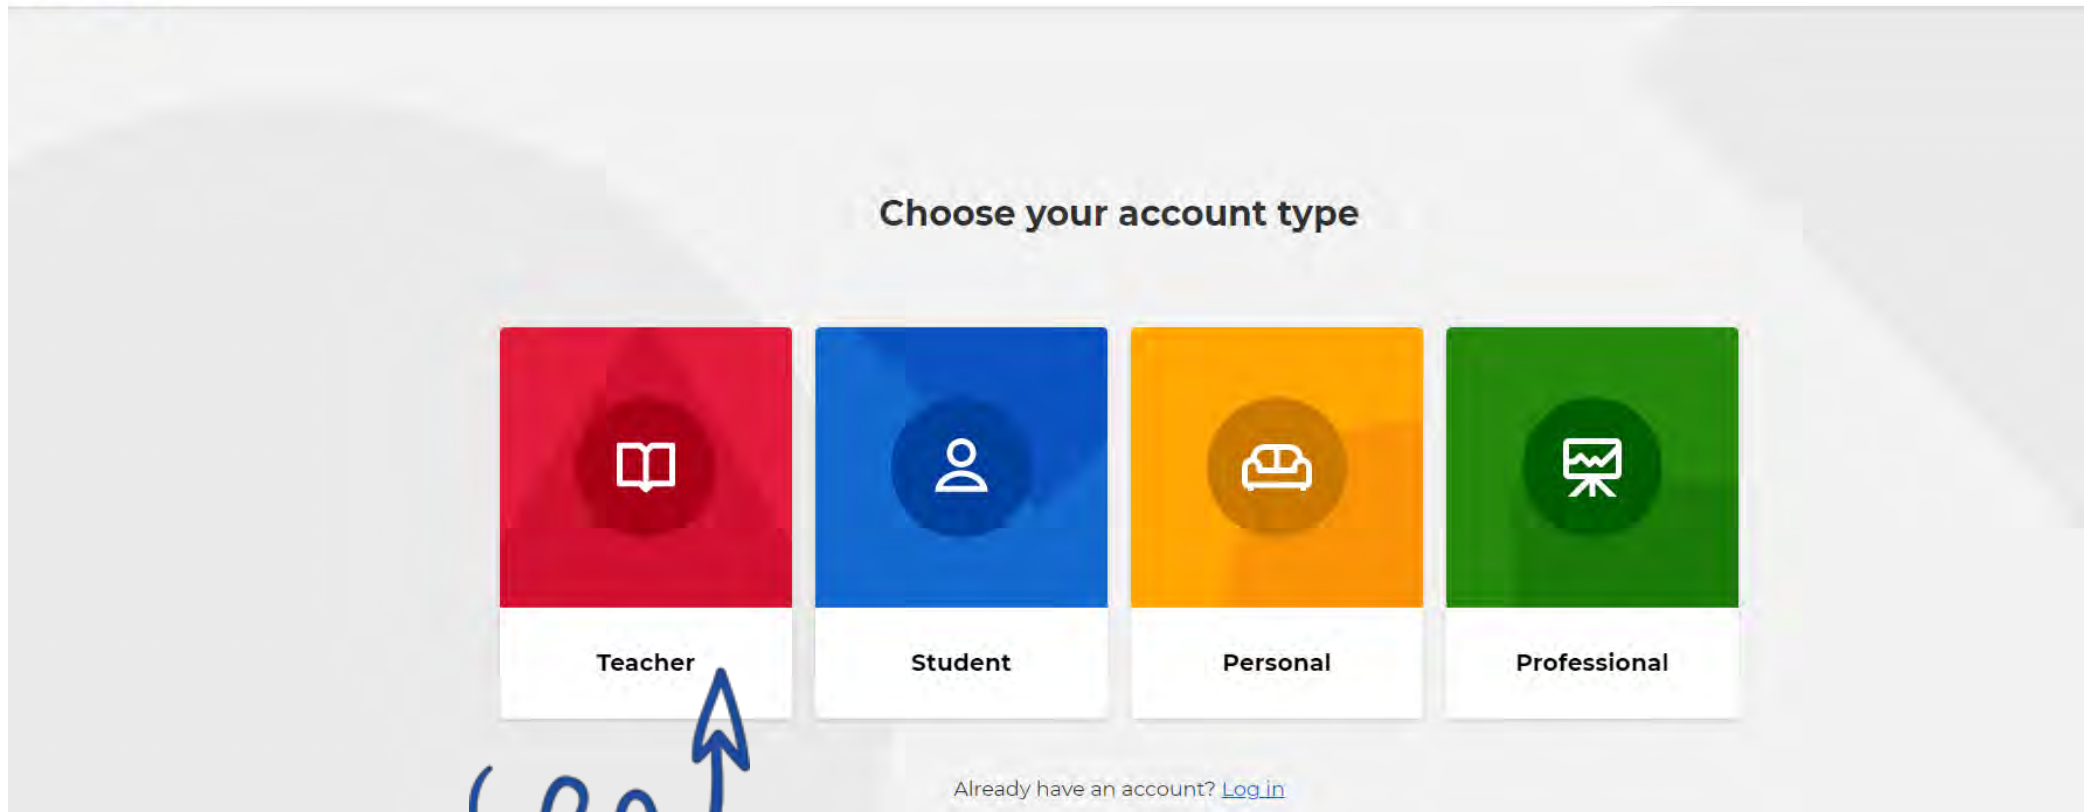 Choose your account type
Teacher
Student
Personal
Professional
Already have an account? Log in